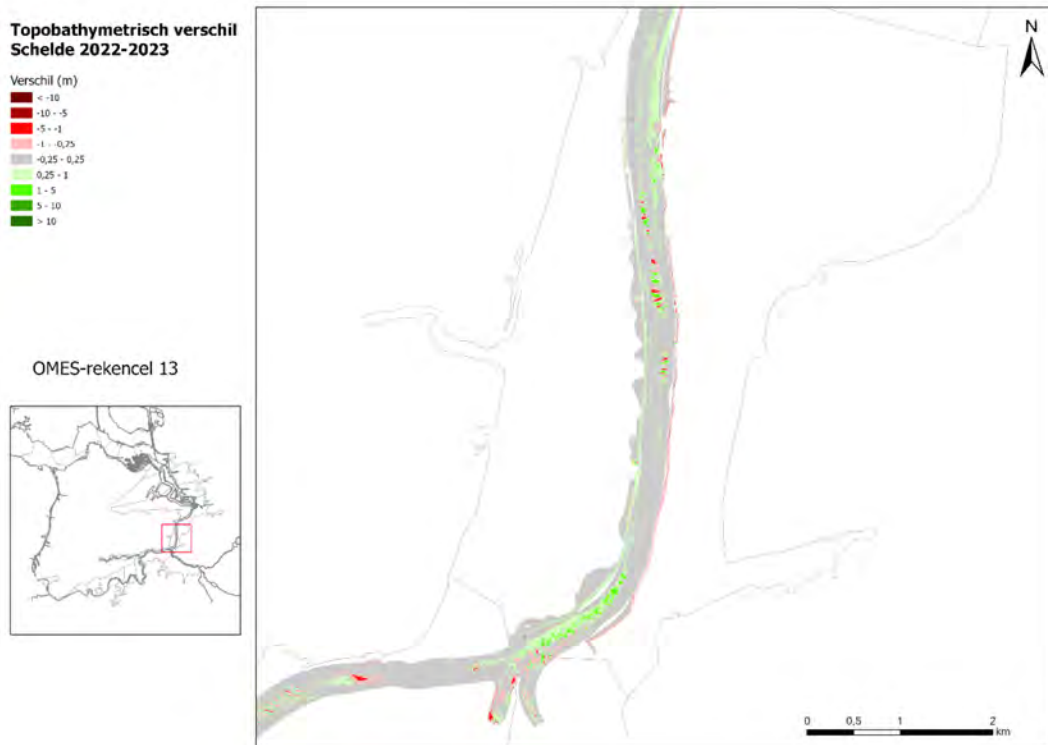 Topobathymetrisch verschil
Schelde 2022-2023
Verschil (m)
< -10
-10 - -5
-5 - -1
-1 - -0,25
-0,25 - 0,25
0,25 - 1
1 - 5
5 - 10
> 10
OMES-rekencel 13
N
0 0,5 1 2
km